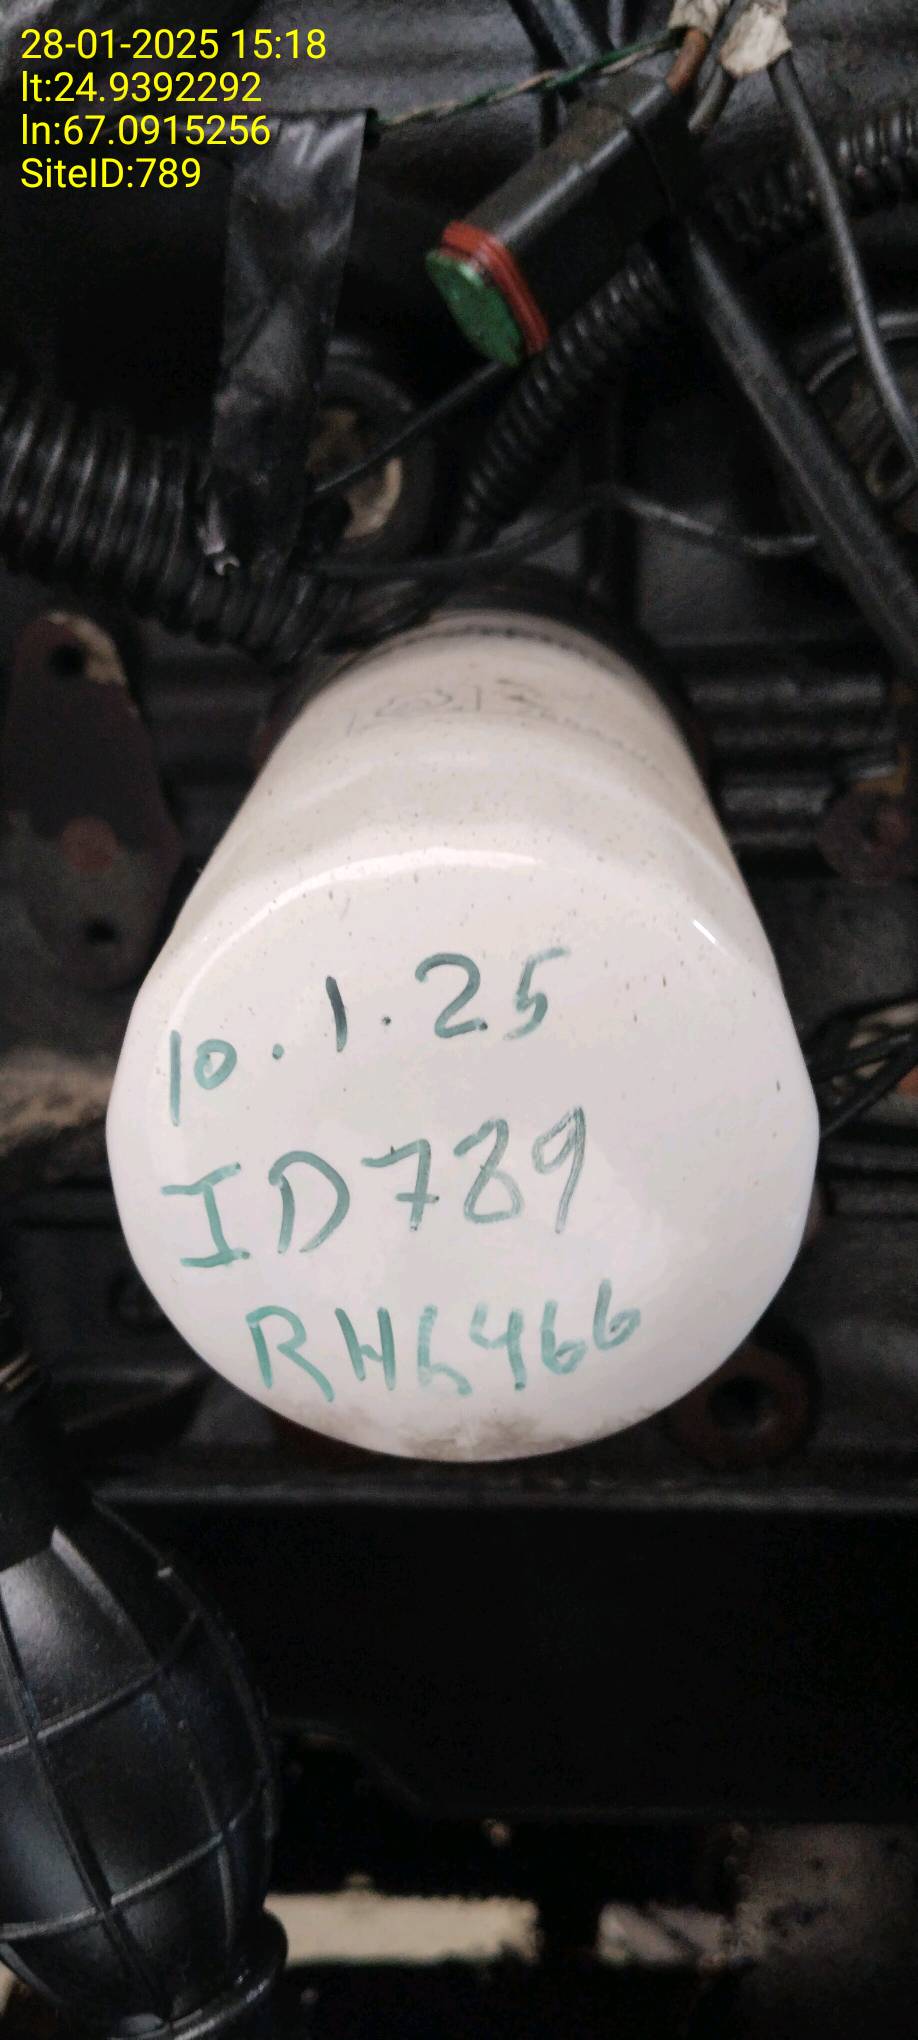 28-01-2025 15:18
lt:24.9392292
ln:67.0915256
SiteID:789
10.1.25
ID789
RH6466